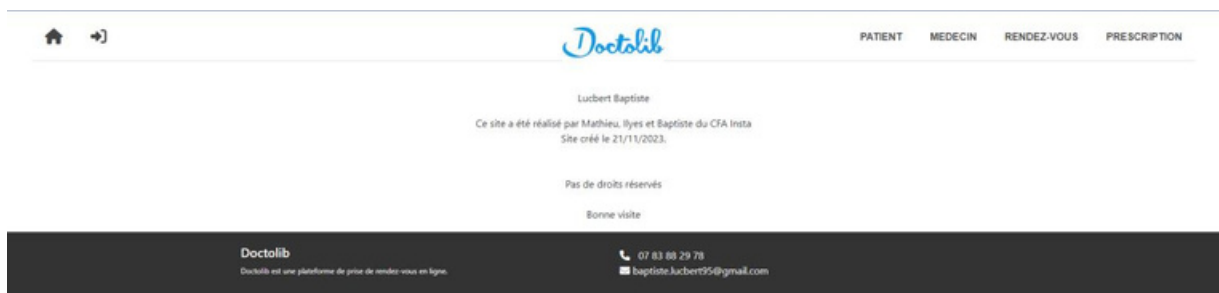 Doctolib
PATIENT MEDECIN RENDEZ-VOUS PRESCRIPTION
Lucbert Baptiste
Ce site a été réalisé par Mathieu, Ilyes et Baptiste du CFA Insta
Site créé le 21/11/2023.
Pas de droits réservés
Bonne visite
Doctolib
Doctolib est une plateforme de prise de rendez-vous en ligne.
07 83 88 29 78
baptiste.lucbert95@gmail.com